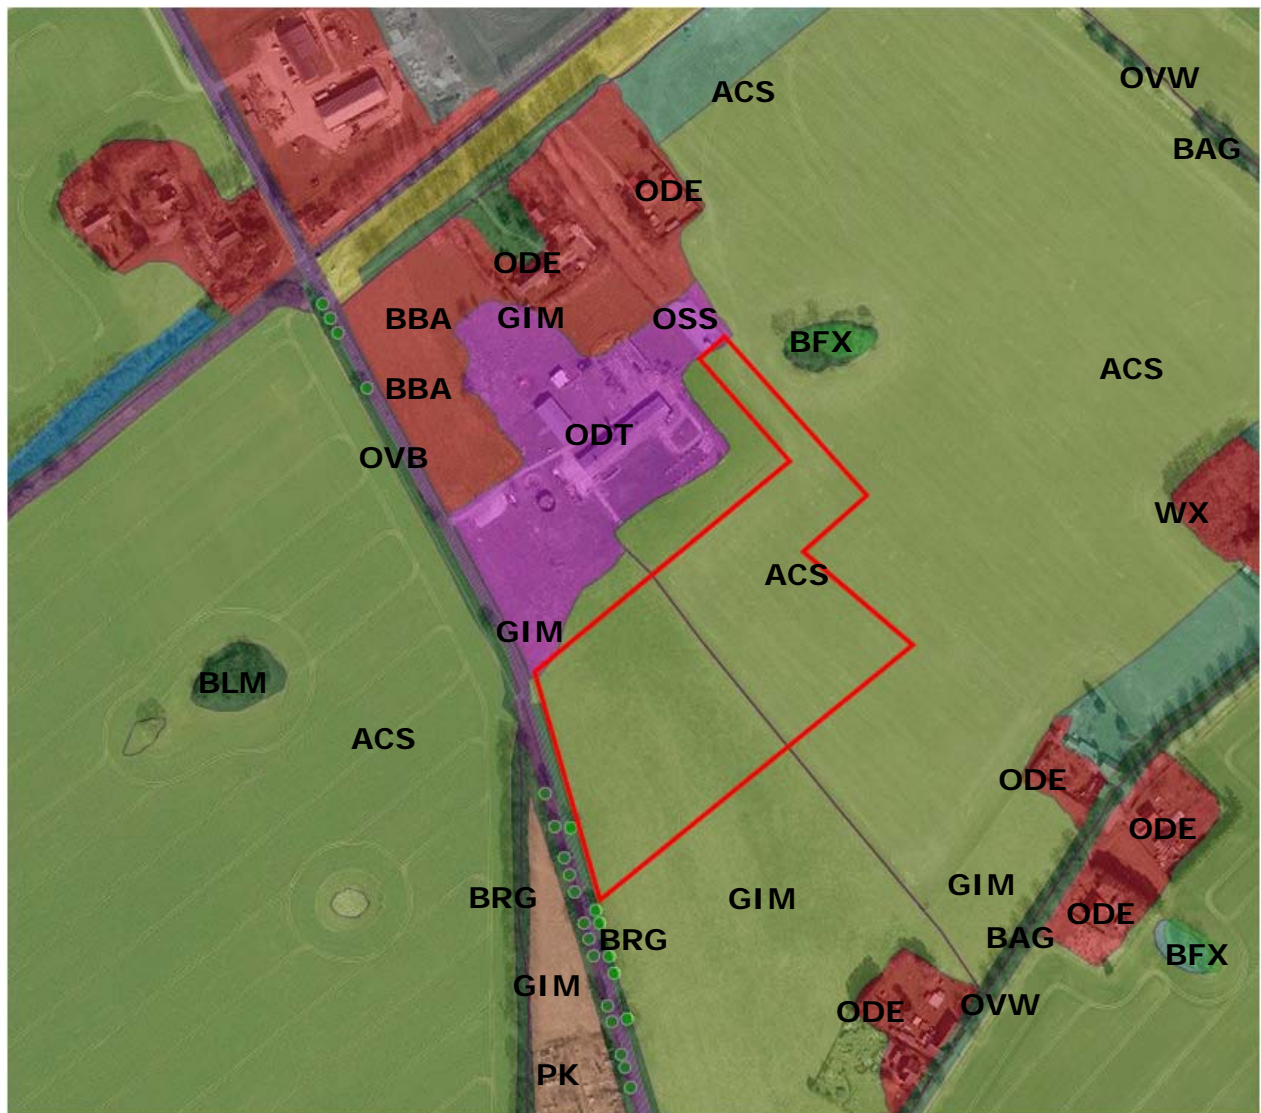 OVW
ACS
BAG
ODE
ODE
BBA
GIM
OSS
BFX
ACS
BBA
ODT
OVB
WX
ACS
GIM
BLM
ACS
ODE
ODE
GIM
BRG
GIM
ODE
BAG
BRG
BFX
GIM
OVW
ODE
PK